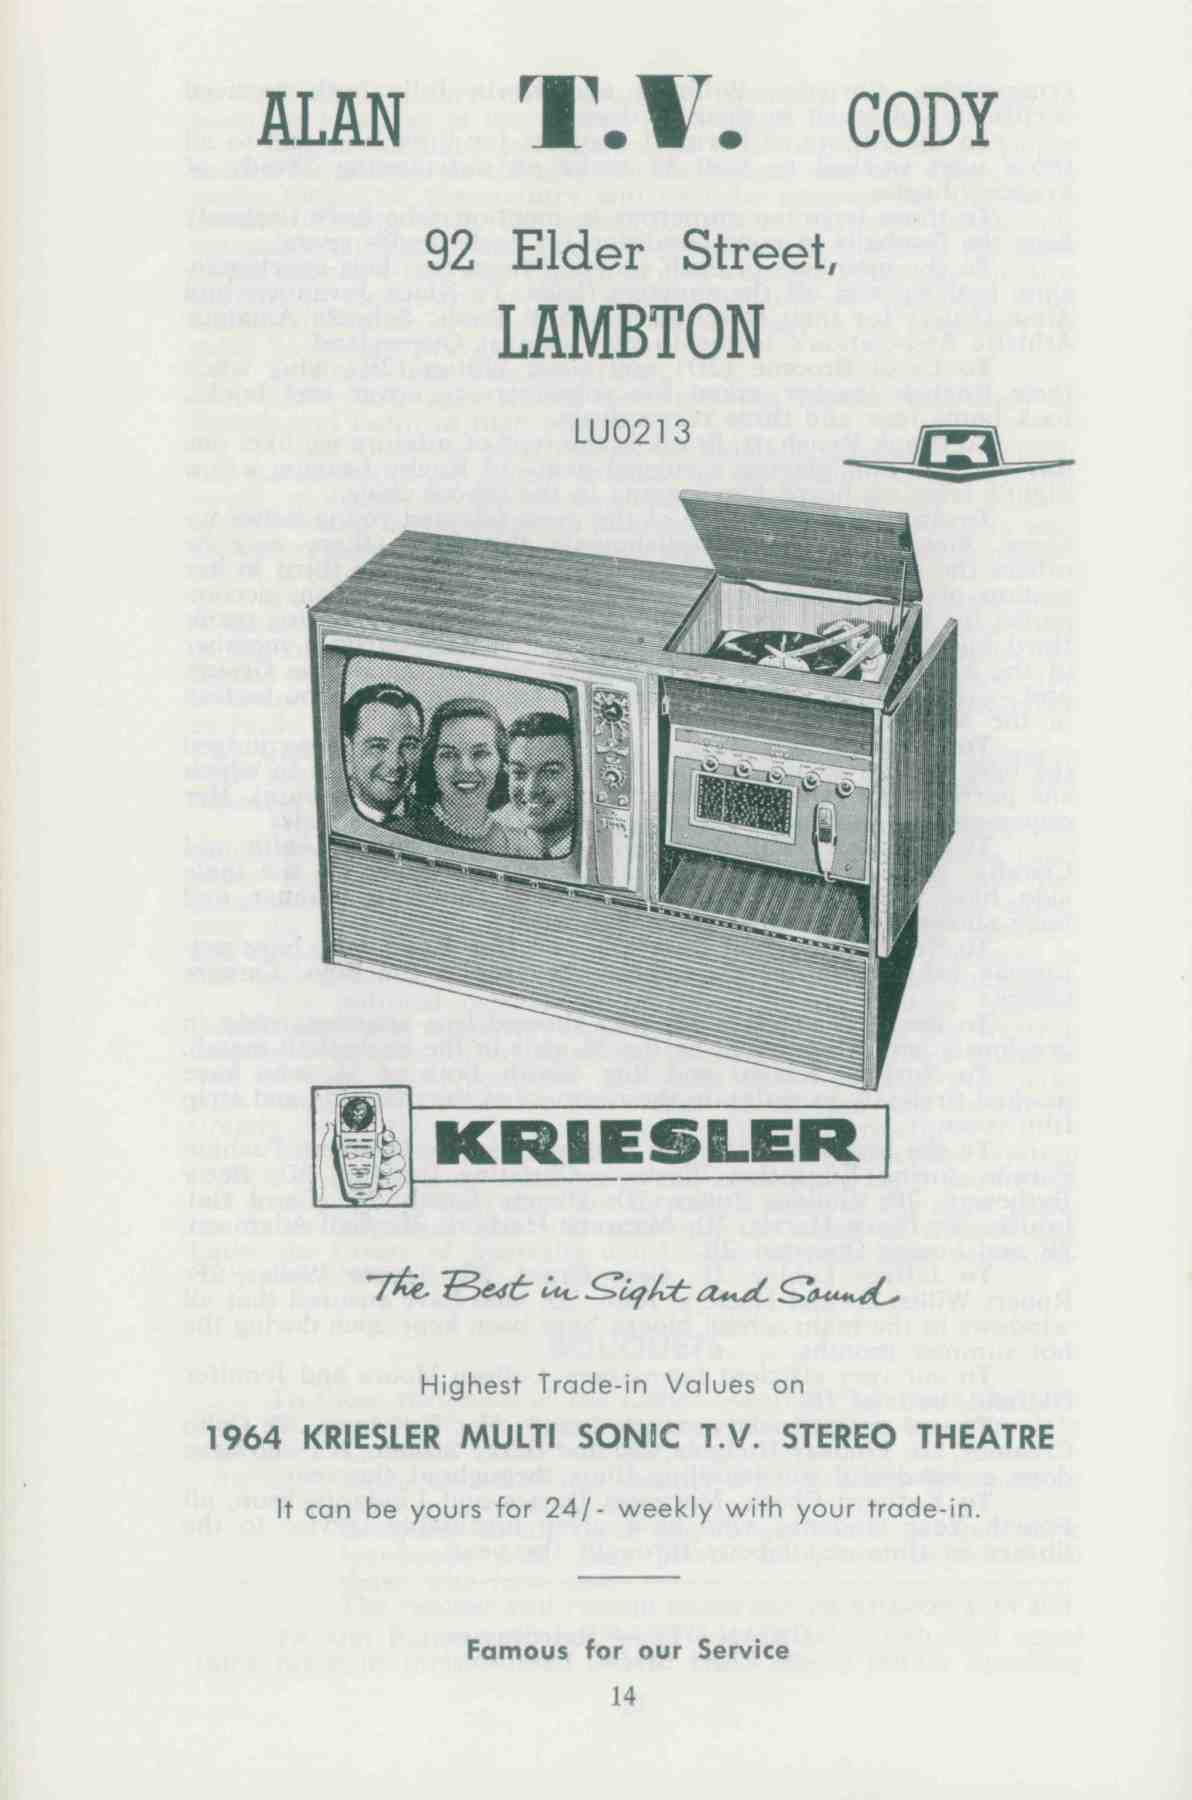 ALAN T.V. CODY
92 Elder Street,
LAMBTON
LU0213
K
KRIESLER
The Best in Sight and Sound
Highest Trade-in Values on
1964 KRIESLER MULTI SONIC T.V. STEREO THEATRE
It can be yours for 24/- weekly with your trade-in.
Famous for our Service
14